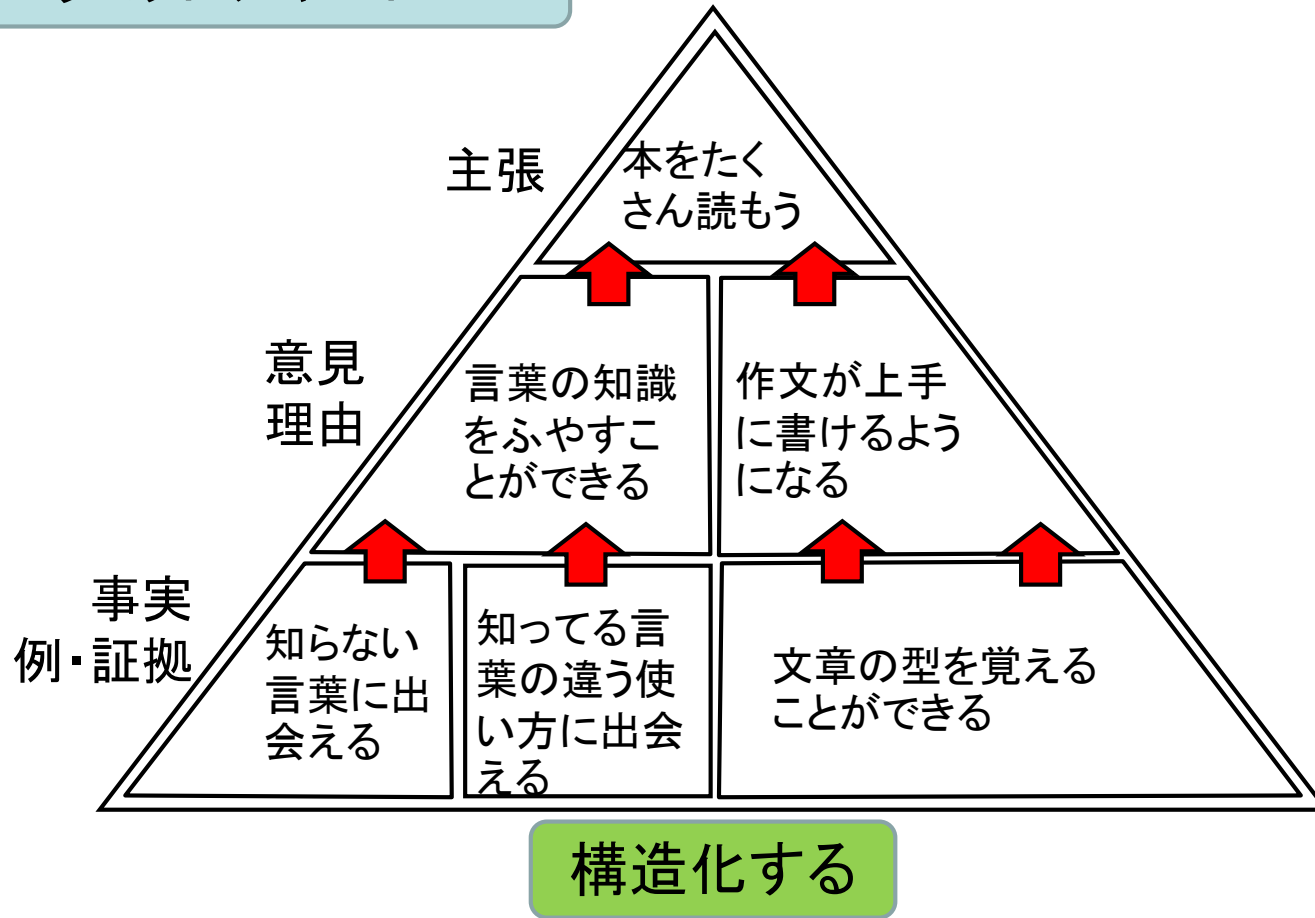 主張
本をたく
さん読もう
意見
理由
言葉の知識
をふやすこ
とができる
作文が上手
に書けるよう
になる
事実
例・証拠
知らない
言葉に出
会える
知ってる言
葉の違う使
い方に出会
える
文章の型を覚える
ことができる
構造化する